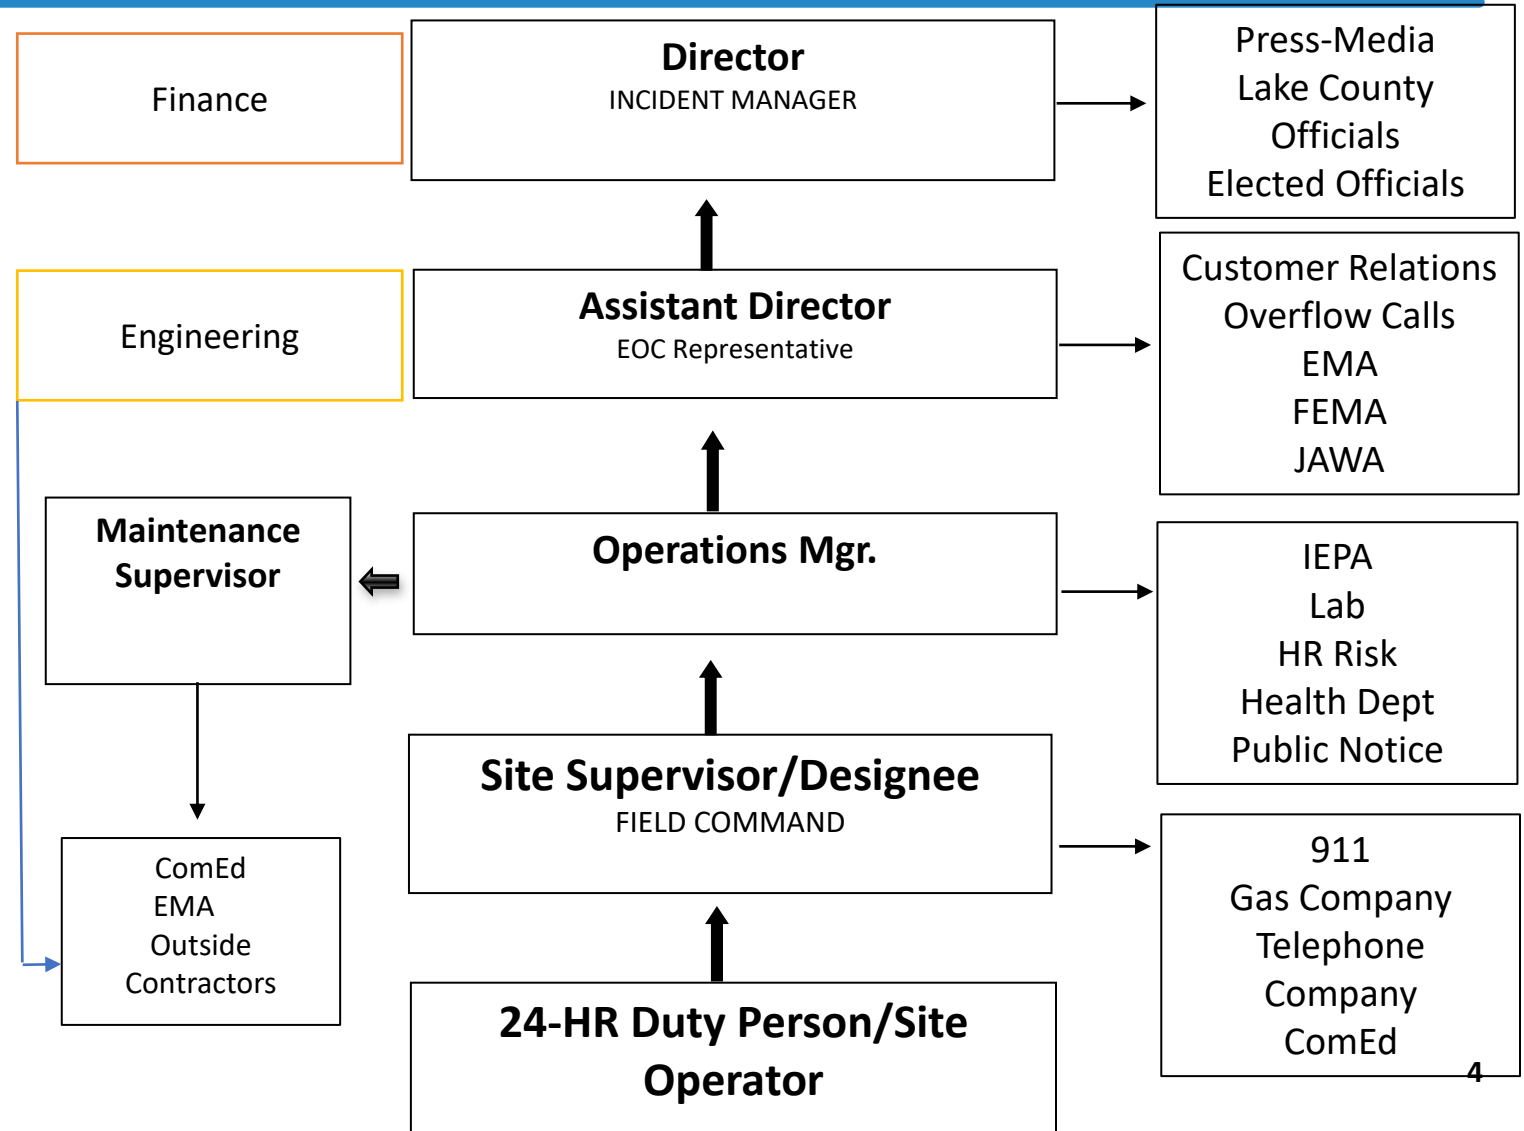 Finance
Director
INCIDENT MANAGER
Press-Media
Lake County
Officials
Elected Officials
Engineering
Assistant Director
EOC Representative
Customer Relations
Overflow Calls
EMA
FEMA
JAWA
Maintenance
Supervisor
Operations Mgr.
IEPA
Lab
HR Risk
Health Dept
Public Notice
Site Supervisor/Designee
FIELD COMMAND
ComEd
EMA
Outside
Contractors
911
Gas Company
Telephone
Company
ComEd
24-HR Duty Person/Site
Operator
4